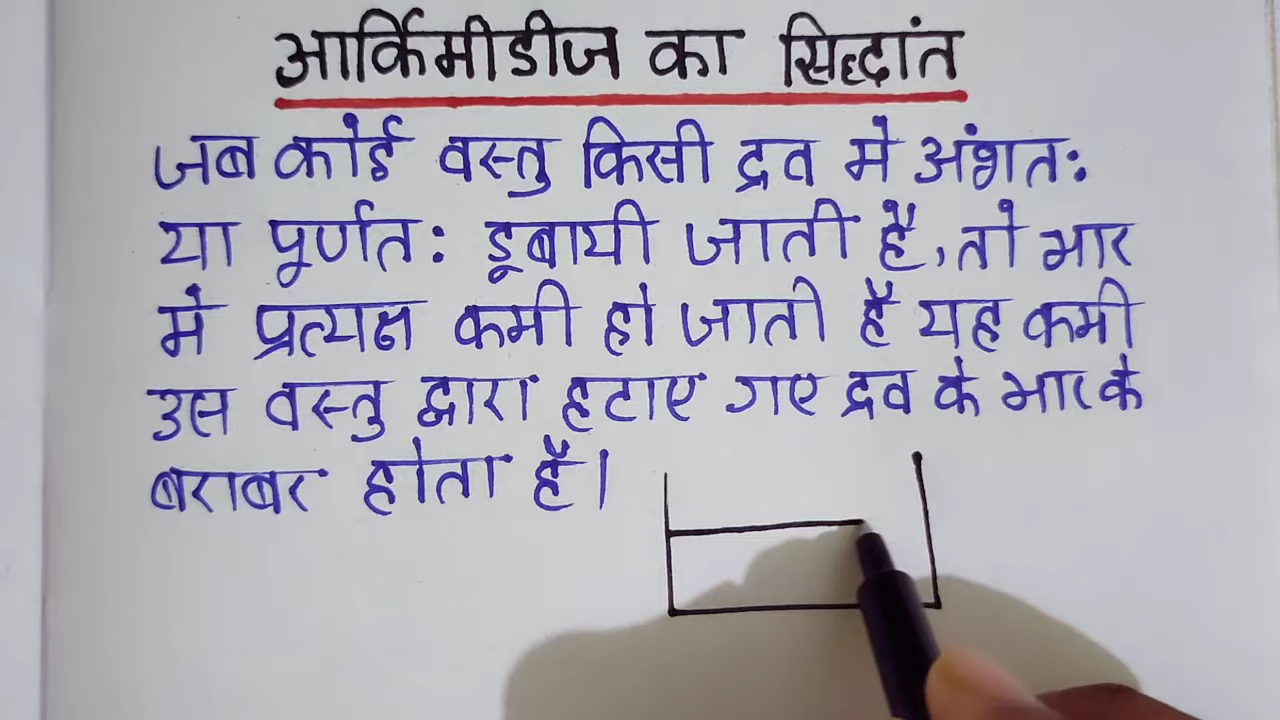 आर्किमीडीज का सिद्धांत
जब कोई वस्तु किसी द्रव मे अंशत:
या पूर्णत: डूबायी जाती है, तो भार
मे प्रत्यक्ष कमी हो जाती है यह कमी
उस वस्तु द्वारा हटाए गए द्रव के भार के
बराबर होता है।